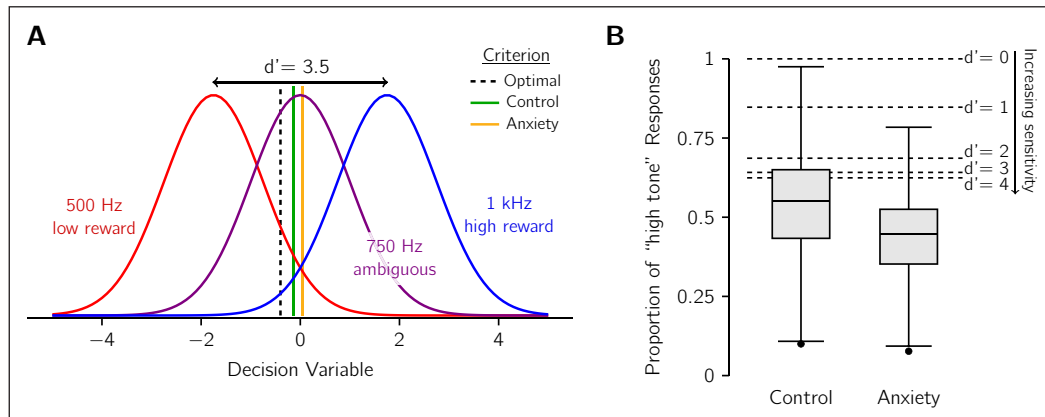 A
d'= 3.5
Criterion
Optimal
Control
Anxiety
500 Hz
low reward
750 Hz
ambiguous
1 kHz
high reward
−4
−2
0
2
4
Decision Variable
B
Proportion of “high tone” Responses
1
0.75
0.5
0.25
0
d'= 0
d'= 1
d'= 2
d'= 3
d'= 4
Increasing sensitivity
Control
Anxiety